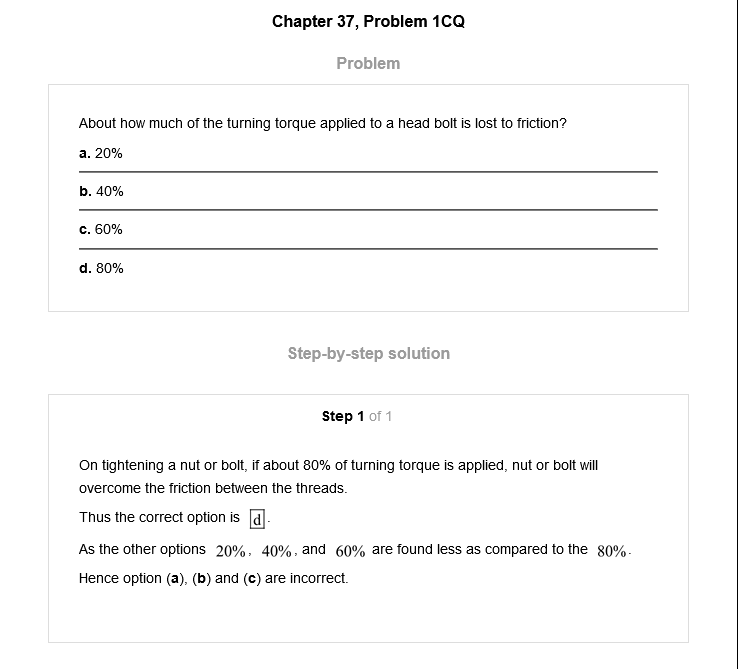 Chapter 37, Problem 1CQ
Problem
About how much of the turning torque applied to a head bolt is lost to friction?
a. 20%
b. 40%
c. 60%
d. 80%
Step-by-step solution
Step 1 of 1
On tightening a nut or bolt, if about 80% of turning torque is applied, nut or bolt will
overcome the friction between the threads.
Thus the correct option is d.
As the other options 20%, 40%, and 60% are found less as compared to the 80%.
Hence option (a), (b) and (c) are incorrect.